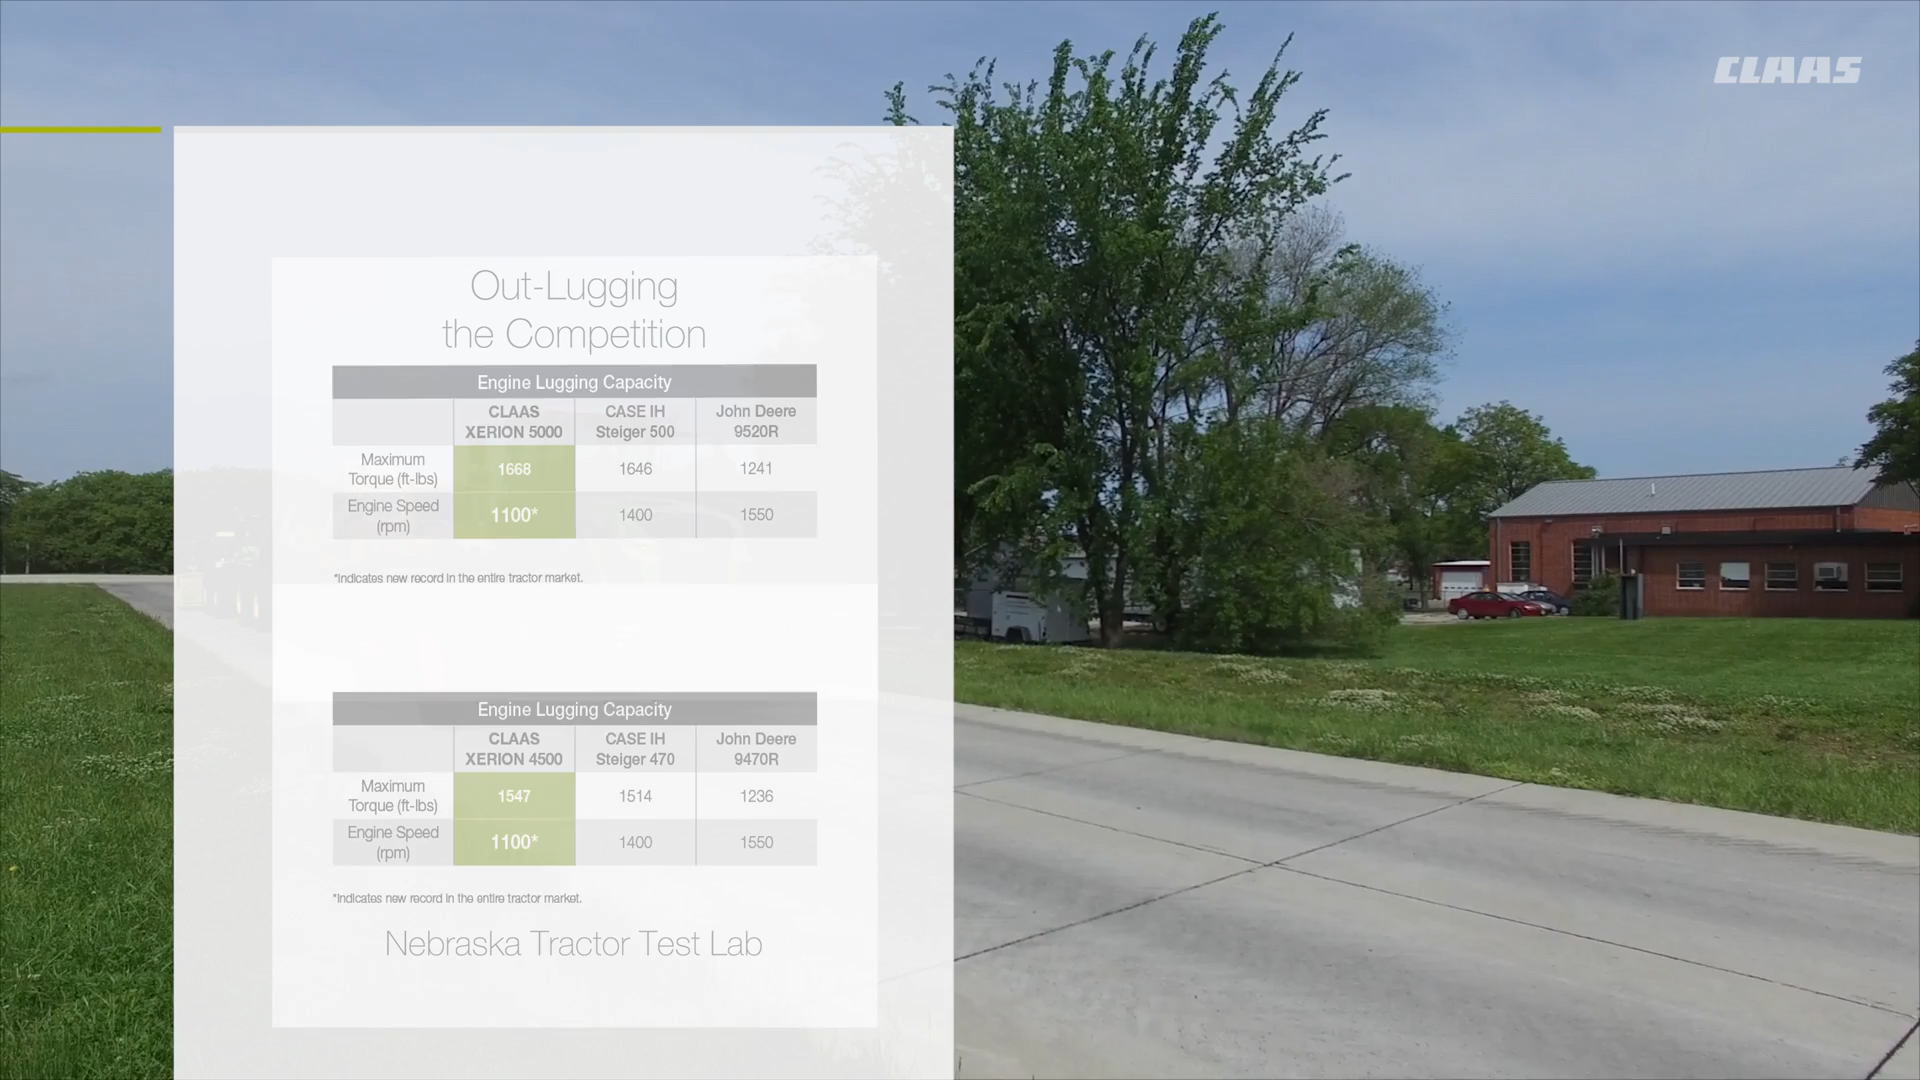 CLAAS
Out-Lugging
the Competition
Engine Lugging Capacity
CLAAS
XERION 5000
CASE IH
Steiger 500
John Deere
9520R
Maximum
Torque (ft-lbs)
1668
1646
1241
Engine Speed
(rpm)
1100*
1400
1550
*Indicates new record in the entire tractor market.
Engine Lugging Capacity
CLAAS
XERION 4500
CASE IH
Steiger 470
John Deere
9470R
Maximum
Torque (ft-lbs)
1547
1514
1236
Engine Speed
(rpm)
1100*
1400
1550
*Indicates new record in the entire tractor market.
Nebraska Tractor Test Lab